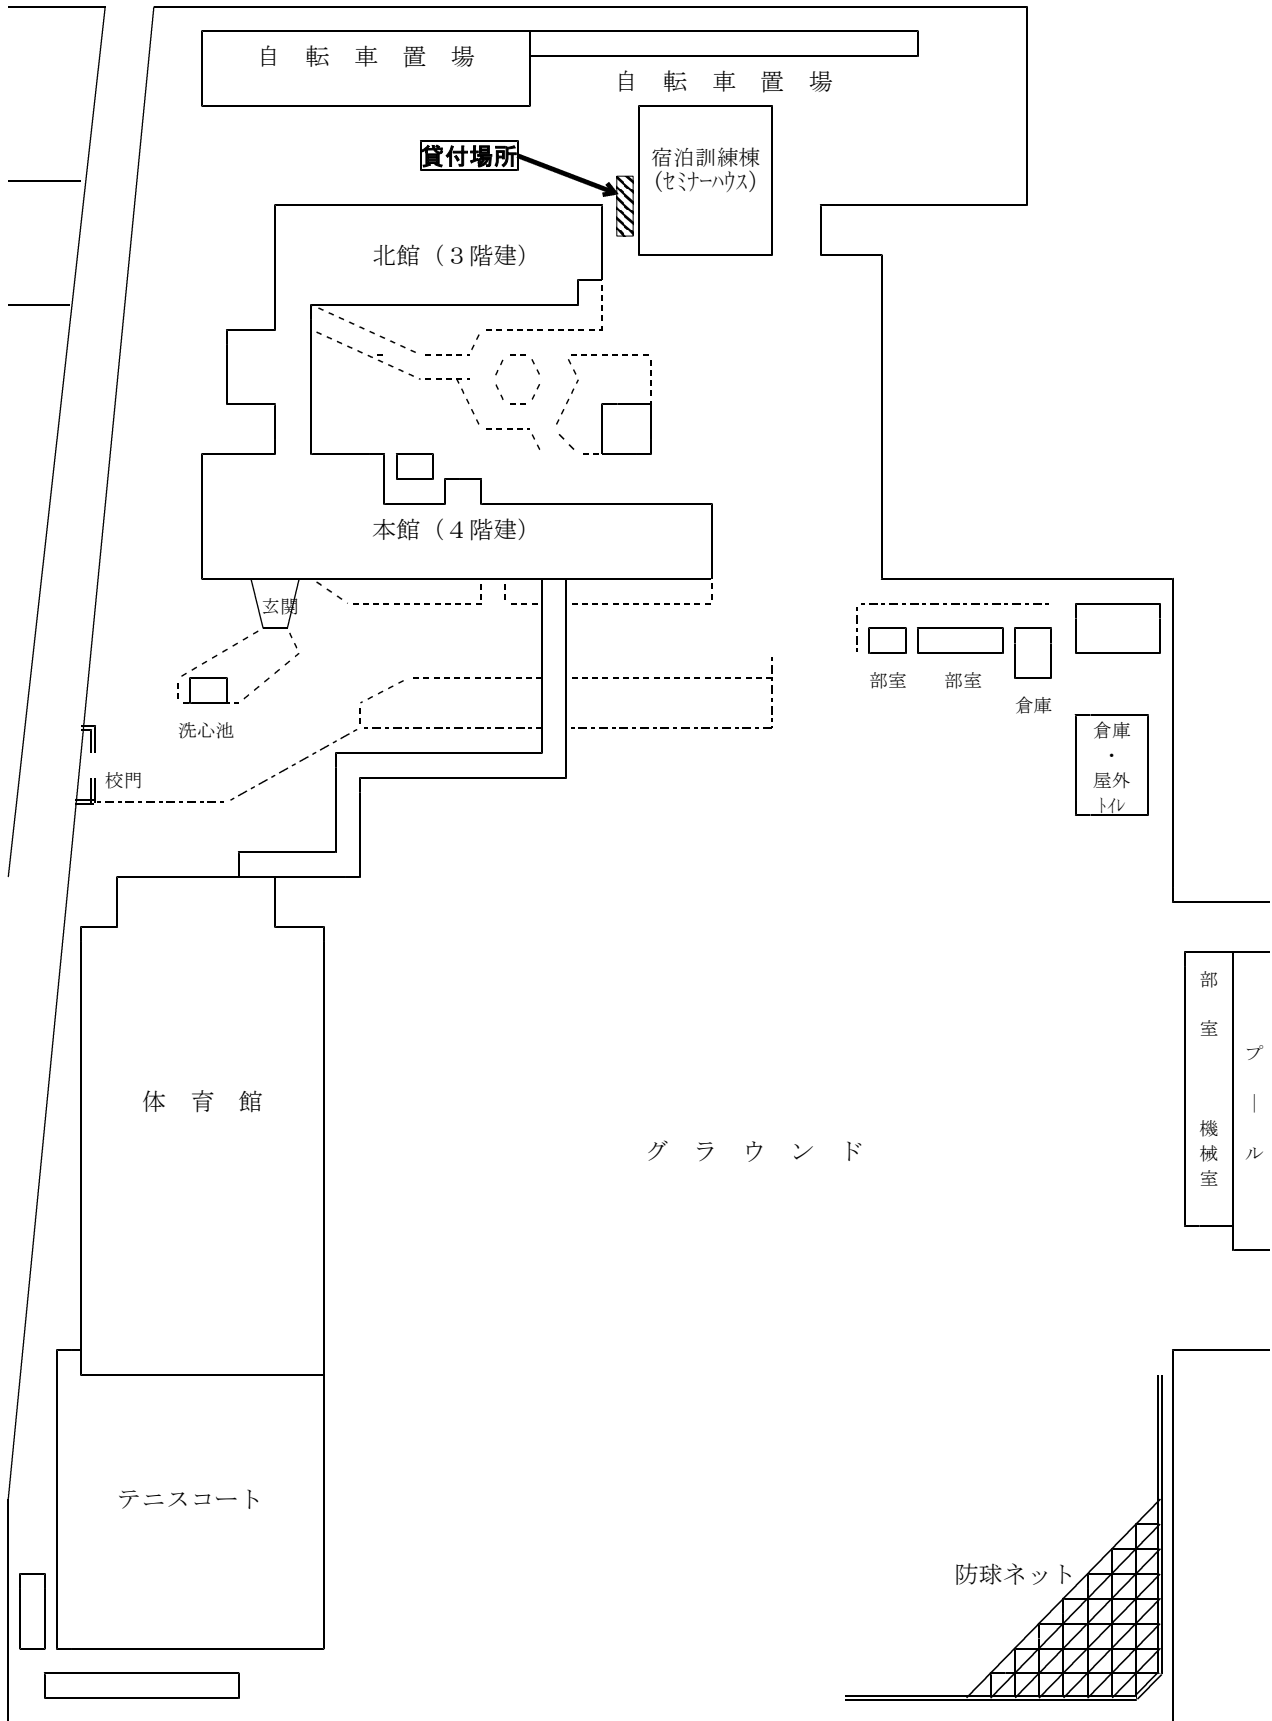 自転車置場
自転車置場
貸付場所
宿泊訓練棟
（セミナーハウス）
北館（３階建）
本館（４階建）
玄関
部室
部室
倉庫
洗心池
倉庫
・
屋外
トイレ
校門
部室
機械室
プール
体育館
グラウンド
テニスコート
防球ネット